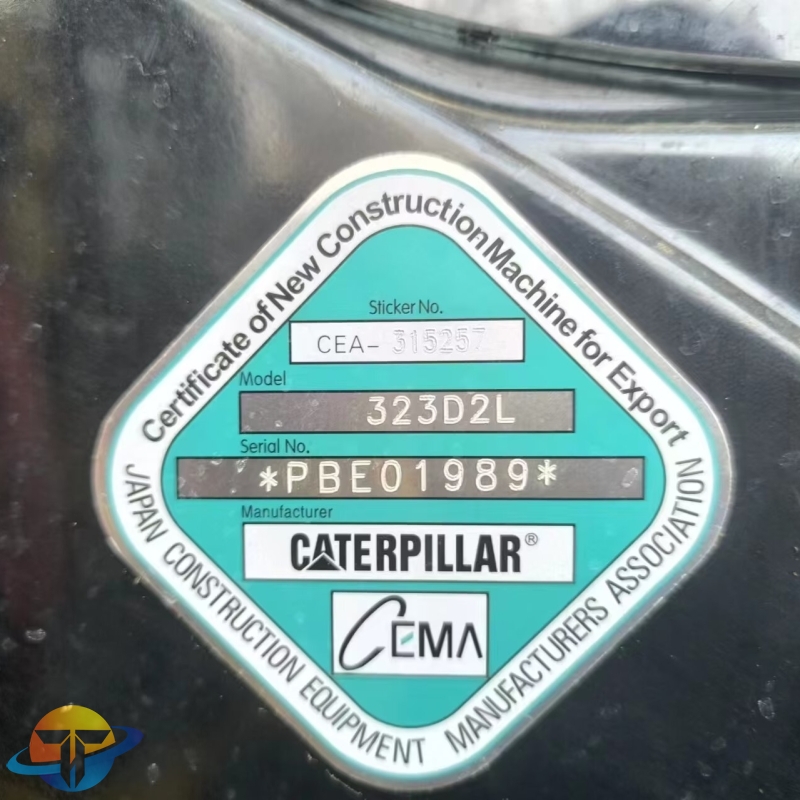 Certificate of New Construction Machine for Export
Sticker No.
CEA- 315257
Model
323D2L
Serial No.
*PBE01989*
Manufacturer
CATERPILLAR®
CEMA
JAPAN CONSTRUCTION EQUIPMENT MANUFACTURERS ASSOCIATION